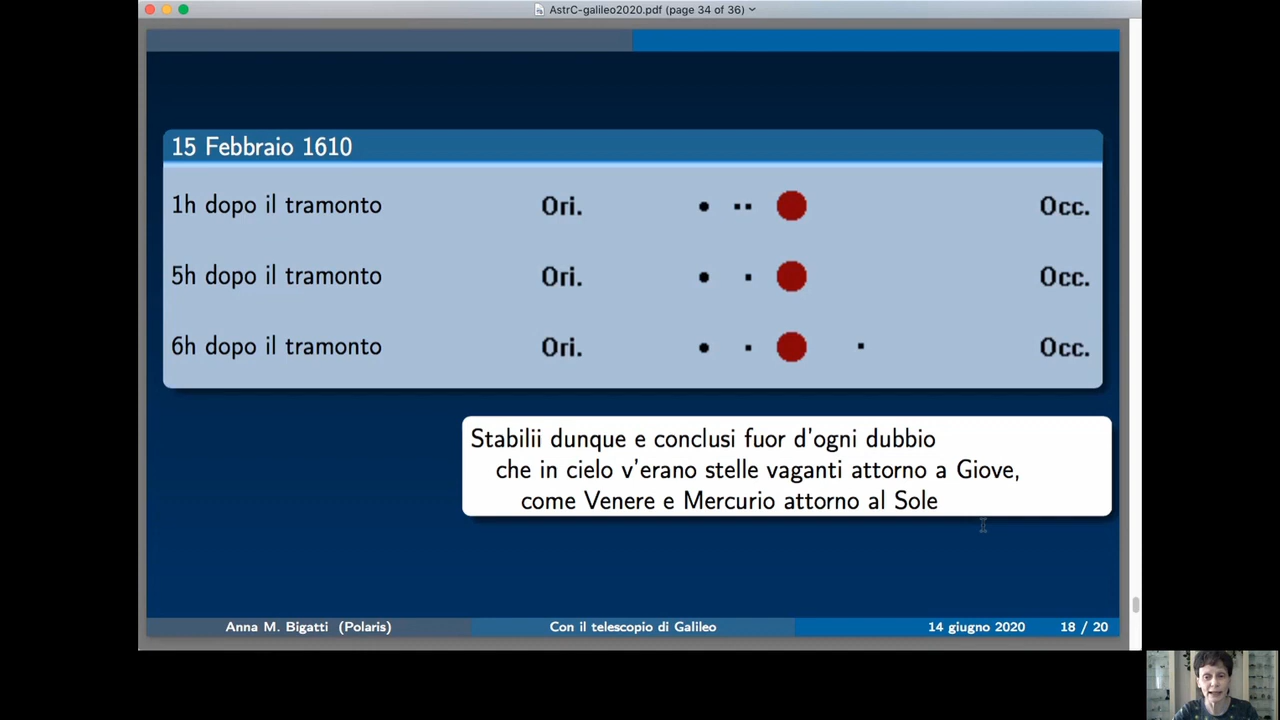 AstrC-galileo2020.pdf (page 34 of 36)
15 Febbraio 1610
1h dopo il tramonto Ori. Occ.
5h dopo il tramonto Ori. Occ.
6h dopo il tramonto Ori. Occ.
Stabilii dunque e conclusi fuor d'ogni dubbio
che in cielo v'erano stelle vaganti attorno a Giove,
come Venere e Mercurio attorno al Sole
Anna M. Bigatti (Polaris) Con il telescopio di Galileo 14 giugno 2020 18 / 20